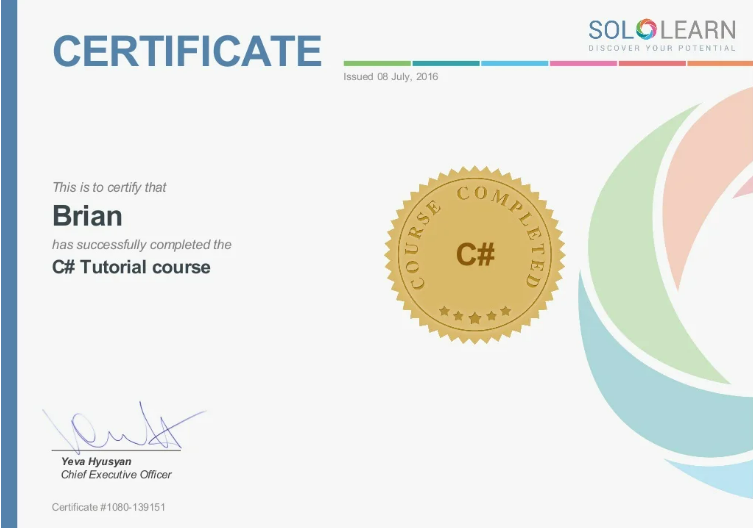 CERTIFICATE
SOLOLEARN
DISCOVER YOUR POTENTIAL
Issued 08 July, 2016
This is to certify that
Brian
has successfully completed the
C# Tutorial course
COURSE COMPLETED
C#
Yeva Hyusyan
Chief Executive Officer
Certificate #1080-139151